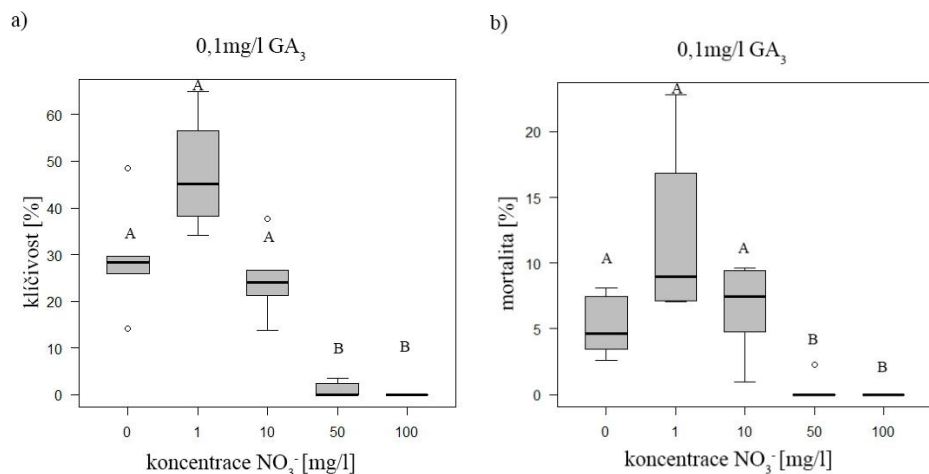 a)
0,1mg/l GA₃
klíčivost [%]
60
50
40
30
20
10
0
A
A
A
B
B
0
1
10
50
100
koncentrace NO₃⁻ [mg/l]
b)
0,1mg/l GA₃
mortalita [%]
20
15
10
5
0
A
A
A
B
B
0
1
10
50
100
koncentrace NO₃⁻ [mg/l]